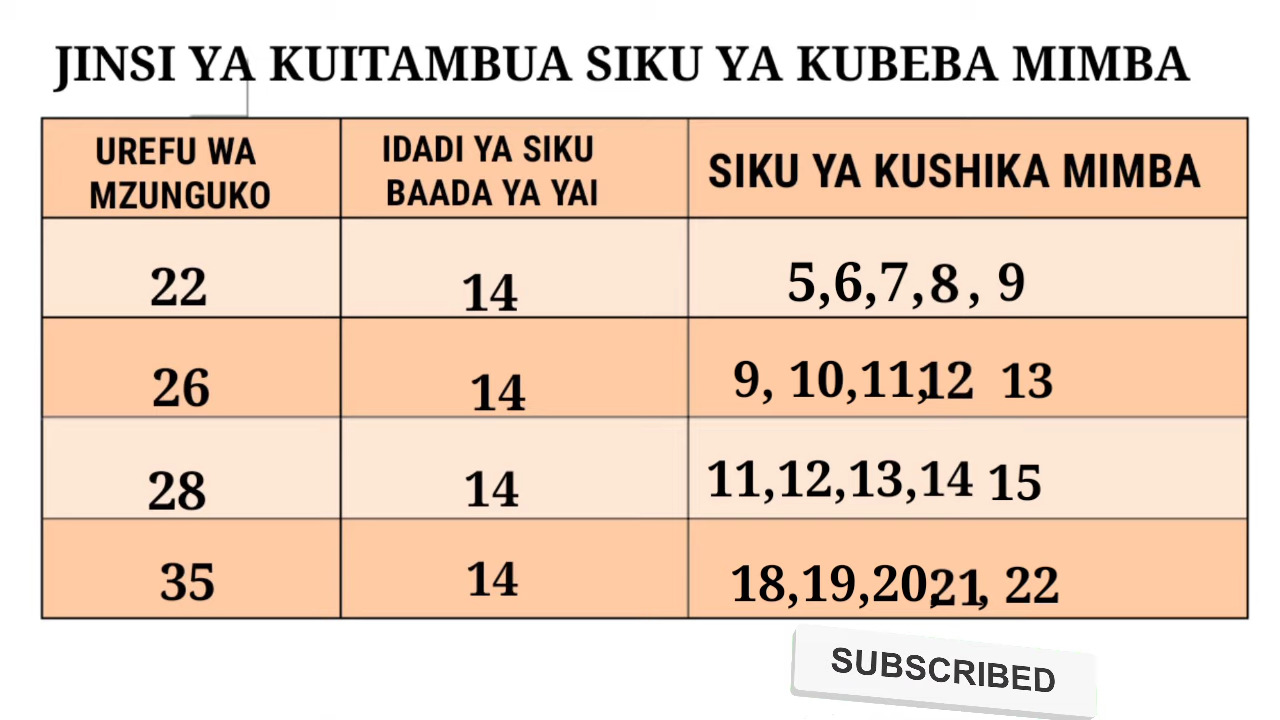 JINSI YA KUITAMBUA SIKU YA KUBEBA MIMBA
UREFU WA MZUNGUKO
IDADI YA SIKU BAADA YA YAI
SIKU YA KUSHIKA MIMBA
22 14 5,6,7,8, 9
26 14 9, 10,11,12 13
28 14 11,12,13,14 15
35 14 18,19,20,21, 22
SUBSCRIBED